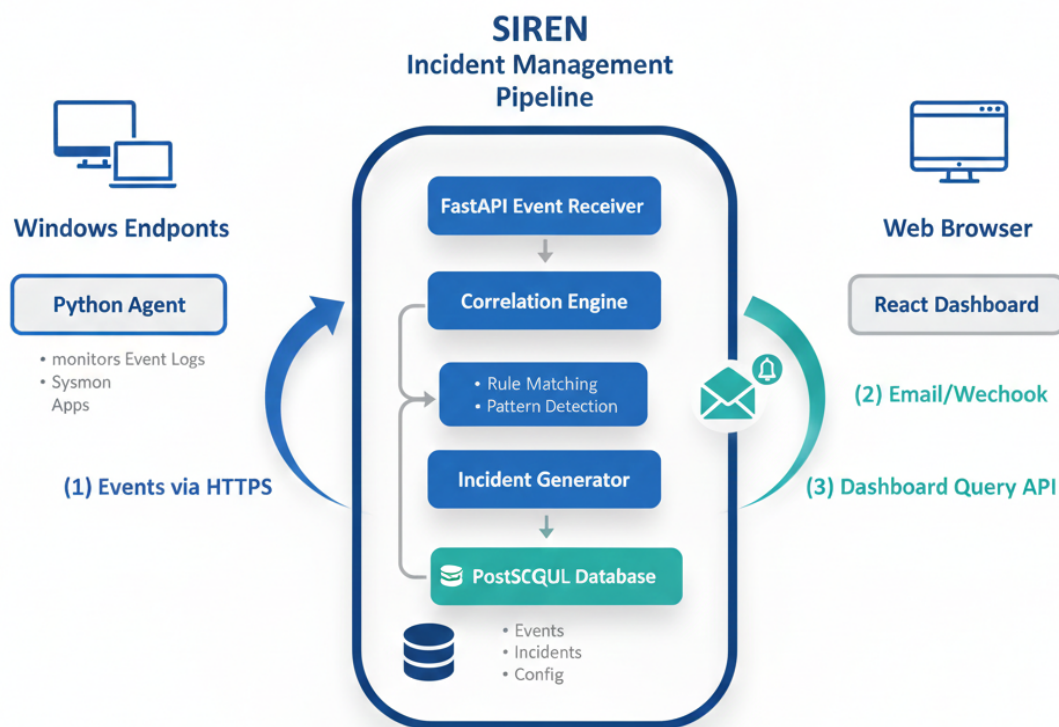 SIREN
Incident Management
Pipeline
Windows Endponts
Python Agent
• monitors Event Logs
• Sysmon
Apps
(1) Events via HTTPS
FastAPI Event Receiver
Correlation Engine
• Rule Matching
• Pattern Detection
Incident Generator
PostSCQUL Database
• Events
• Incidents
• Config
Web Browser
React Dashboard
(2) Email/Wechook
(3) Dashboard Query API